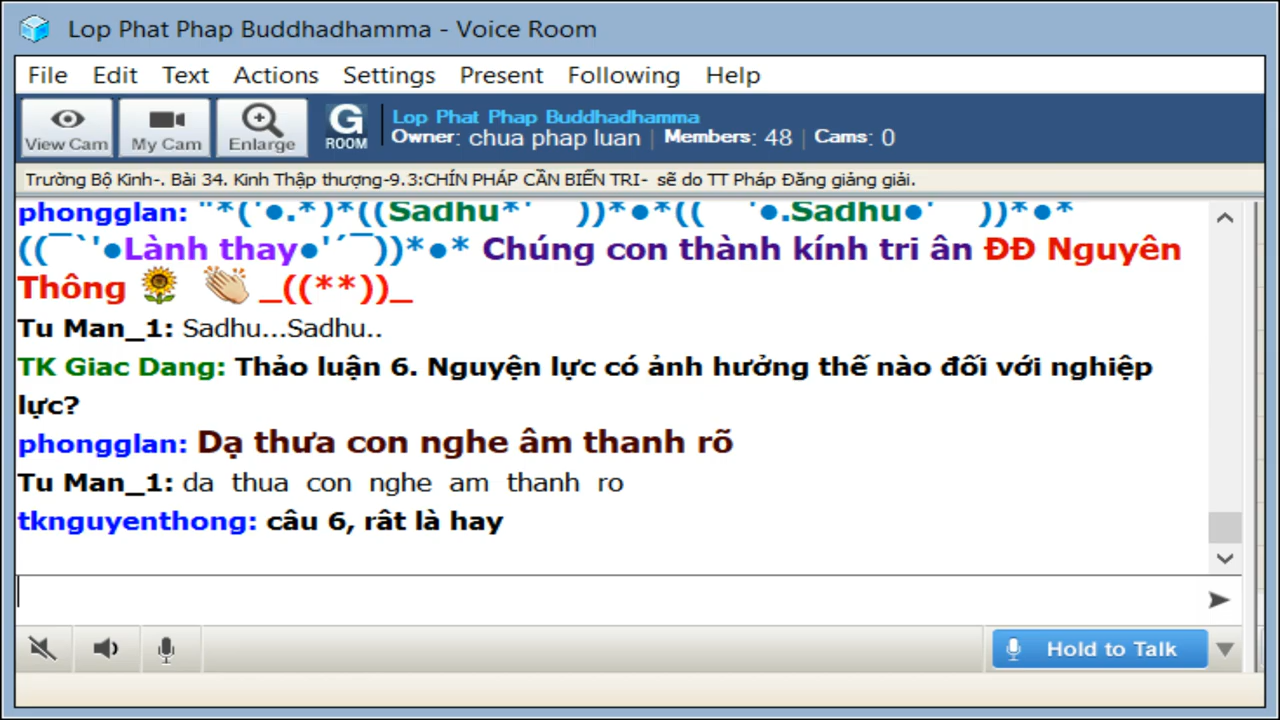 Lop Phat Phap Buddhadhamma - Voice Room
File Edit Text Actions Settings Present Following Help
View Cam My Cam Enlarge G ROOM Lop Phat Phap Buddhadhamma
Owner: chua phap luan | Members: 48 | Cams: 0
Trường Bộ Kinh-. Bài 34. Kinh Thập thượng-9.3:CHÍN PHÁP CẦN BIẾN TRI- sẽ do TT Pháp Đăng giảng giải.
phongglan: "*('●.*)*((Sadhu*' ))*●*(( '●.Sadhu●' ))*●*
((¯`'●Lành thay●'´¯))*●* Chúng con thành kính tri ân ĐĐ Nguyên
Thông 🌻 👏 _((**))_
Tu Man_1: Sadhu...Sadhu..
TK Giac Dang: Thảo luận 6. Nguyện lực có ảnh hưởng thế nào đối với nghiệp
lực?
phongglan: Dạ thưa con nghe âm thanh rõ
Tu Man_1: da thua con nghe am thanh ro
tknguyenthong: câu 6, rât là hay
Hold to Talk